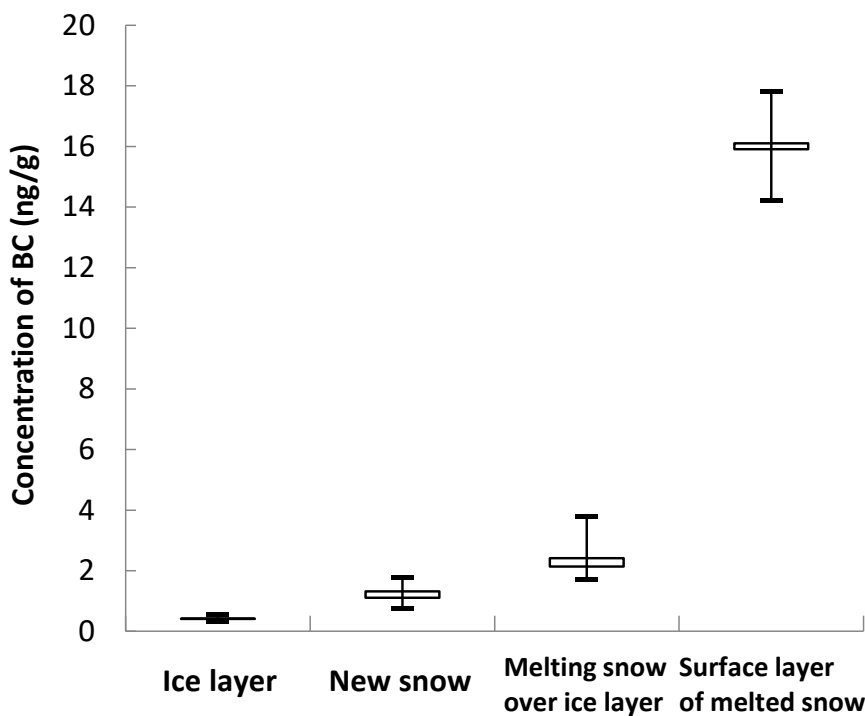 20
18
16
14
12
10
8
6
4
2
0
Concentration of BC (ng/g)
Ice layer
New snow
Melting snow
over ice layer
Surface layer
of melted snow